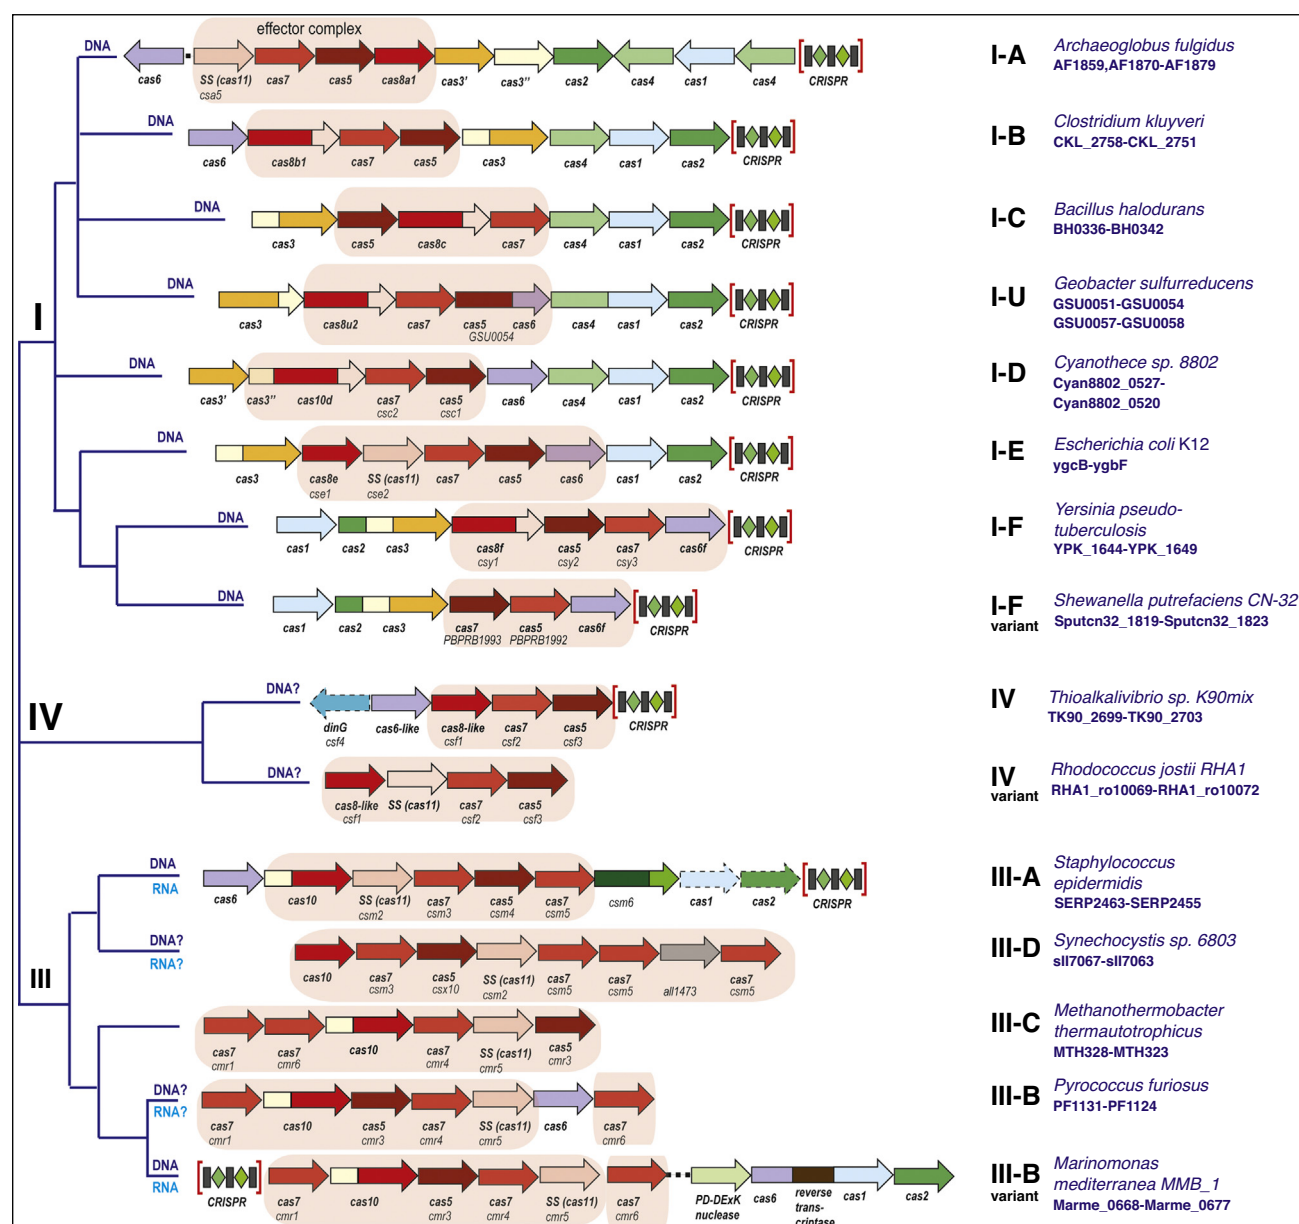 effector complex
I
DNA
cas6
SS (cas11)
csa5
cas7
cas5
cas8a1
cas3'
cas3''
cas2
cas4
cas1
cas4
CRISPR
I-A
Archaeoglobus fulgidus
AF1859,AF1870-AF1879
DNA
cas6
cas8b1
cas7
cas5
cas3
cas4
cas1
cas2
CRISPR
I-B
Clostridium kluyveri
CKL_2758-CKL_2751
DNA
cas3
cas5
cas8c
cas7
cas4
cas1
cas2
CRISPR
I-C
Bacillus halodurans
BH0336-BH0342
DNA
cas3
cas8u2
cas7
cas5
cas6
GSU0054
cas4
cas1
cas2
CRISPR
I-U
Geobacter sulfurreducens
GSU0051-GSU0054
GSU0057-GSU0058
DNA
cas3'
cas3''
cas10d
cas7
csc2
cas5
csc1
cas6
cas4
cas1
cas2
CRISPR
I-D
Cyanothece sp. 8802
Cyan8802_0527-
Cyan8802_0520
DNA
cas3
cas8e
cse1
SS (cas11)
cse2
cas7
cas5
cas6
cas1
cas2
CRISPR
I-E
Escherichia coli K12
ygcB-ygbF
DNA
cas1
cas2
cas3
cas8f
csy1
cas5
csy2
cas7
csy3
cas6f
CRISPR
I-F
Yersinia pseudo-
tuberculosis
YPK_1644-YPK_1649
DNA
cas1
cas2
cas3
cas7
PBPRB1993
cas5
PBPRB1992
cas6f
CRISPR
I-F
variant
Shewanella putrefaciens CN-32
Sputcn32_1819-Sputcn32_1823
IV
DNA?
dinG
csf4
cas6-like
cas8-like
csf1
cas7
csf2
cas5
csf3
CRISPR
IV
Thioalkalivibrio sp. K90mix
TK90_2699-TK90_2703
DNA?
cas8-like
csf1
SS (cas11)
cas7
csf2
cas5
csf3
IV
variant
Rhodococcus jostii RHA1
RHA1_ro10069-RHA1_ro10072
III
DNA
RNA
cas6
cas10
SS (cas11)
csm2
cas7
csm3
cas5
csm4
cas7
csm5
csm6
cas1
cas2
CRISPR
III-A
Staphylococcus
epidermidis
SERP2463-SERP2455
DNA?
RNA?
cas10
cas7
csm3
cas5
csx10
SS (cas11)
csm2
cas7
csm5
cas7
csm5
all1473
cas7
csm5
III-D
Synechocystis sp. 6803
sll7067-sll7063
cas7
cmr1
cas7
cmr6
cas10
cas7
cmr4
SS (cas11)
cmr5
cas5
cmr3
III-C
Methanothermobacter
thermautotrophicus
MTH328-MTH323
DNA?
RNA?
cas7
cmr1
cas10
cas5
cmr3
cas7
cmr4
SS (cas11)
cmr5
cas6
cas7
cmr6
III-B
Pyrococcus furiosus
PF1131-PF1124
DNA
RNA
CRISPR
cas7
cmr1
cas10
cas5
cmr3
cas7
cmr4
SS (cas11)
cmr5
cas7
cmr6
PD-DExK
nuclease
cas6
reverse
trans-
criptase
cas1
cas2
III-B
variant
Marinomonas
mediterranea MMB_1
Marme_0668-Marme_0677